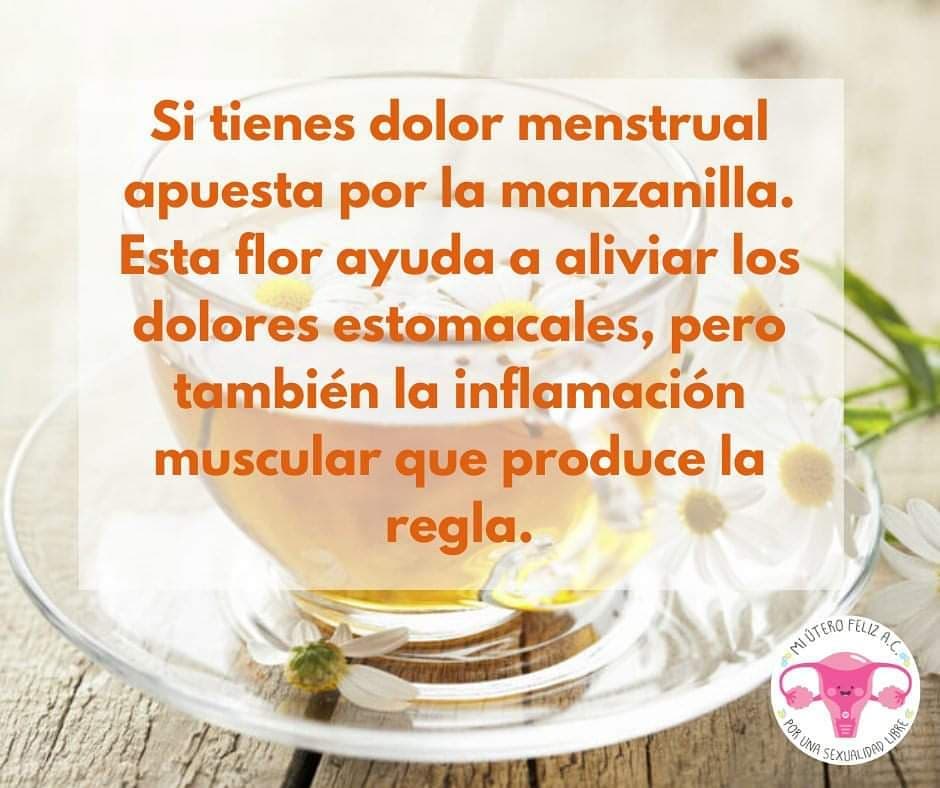 Si tienes dolor menstrual
apuesta por la manzanilla.
Esta flor ayuda a aliviar los
dolores estomacales, pero
también la inflamación
muscular que produce la
regla.
MI ÚTERO FELIZ A.C.
POR UNA SEXUALIDAD LIBRE